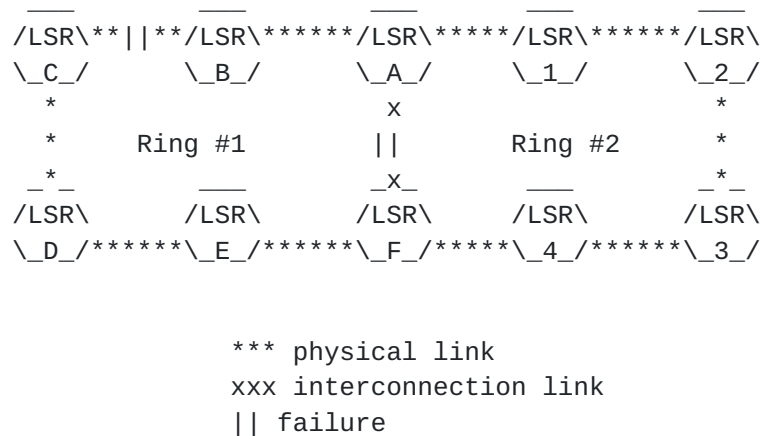 ___         ___        ___       ___        ___
/LSR\**||**/LSR\******/LSR\*****/LSR\******/LSR\
\_C_/      \_B_/      \_A_/     \_1_/      \_2_/
  *                     x                    *
  *     Ring #1        ||       Ring #2      *
 _*_         ___       _x_       ___        _*_
/LSR\      /LSR\      /LSR\     /LSR\      /LSR\
\_D_/******\_E_/******\_F_/*****\_4_/******\_3_/
*** physical link
xxx interconnection link
|| failure